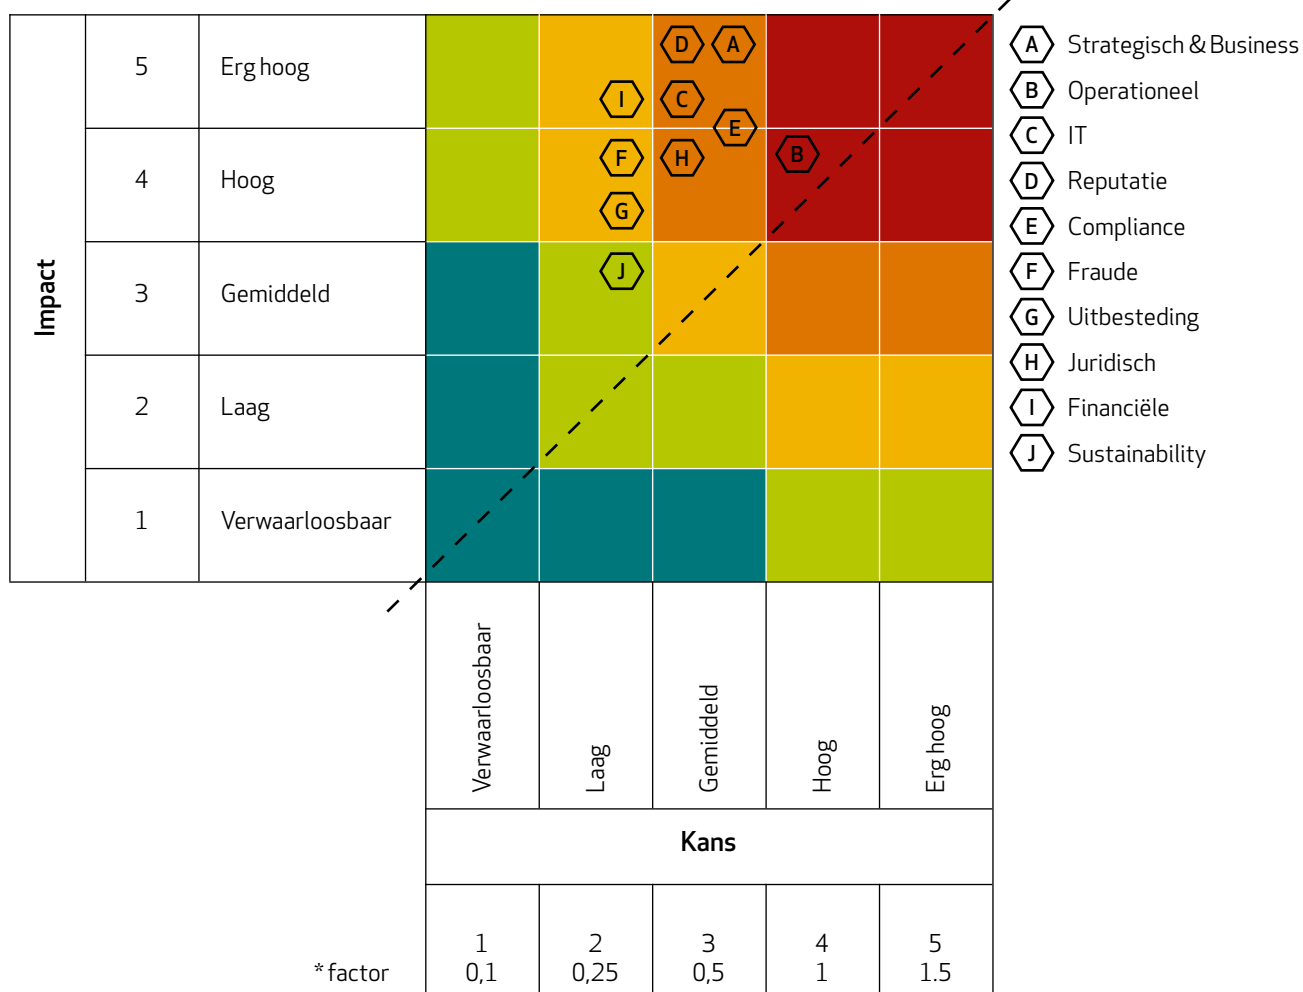 Impact
5 Erg hoog
4 Hoog
3 Gemiddeld
2 Laag
1 Verwaarloosbaar
D A
I C
E
F H B
G
J
Verwaarloosbaar
Laag
Gemiddeld
Hoog
Erg hoog
Kans
1 2 3 4 5
* factor 0,1 0,25 0,5 1 1.5
A Strategisch & Business
B Operationeel
C IT
D Reputatie
E Compliance
F Fraude
G Uitbesteding
H Juridisch
I Financiële
J Sustainability